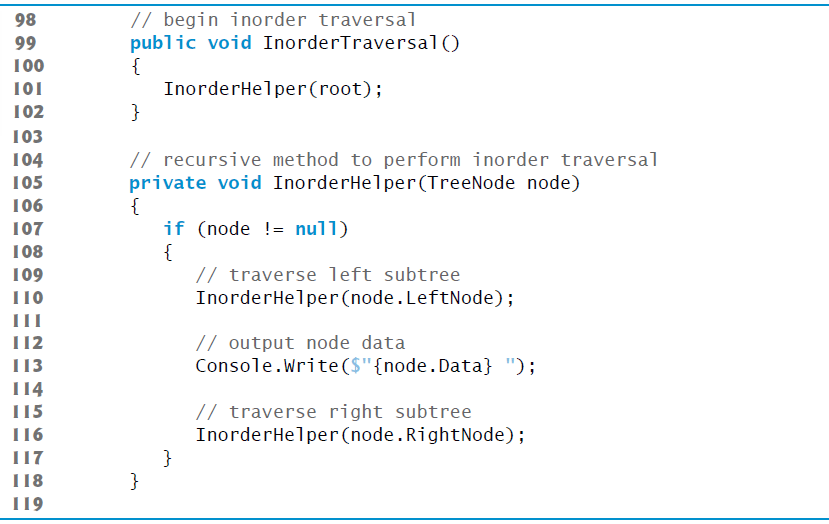 98 // begin inorder traversal
99 public void InorderTraversal()
100 {
101 InorderHelper(root);
102 }
103
104 // recursive method to perform inorder traversal
105 private void InorderHelper(TreeNode node)
106 {
107 if (node != null)
108 {
109 // traverse left subtree
110 InorderHelper(node.LeftNode);
111
112 // output node data
113 Console.Write($"{node.Data} ");
114
115 // traverse right subtree
116 InorderHelper(node.RightNode);
117 }
118 }
119